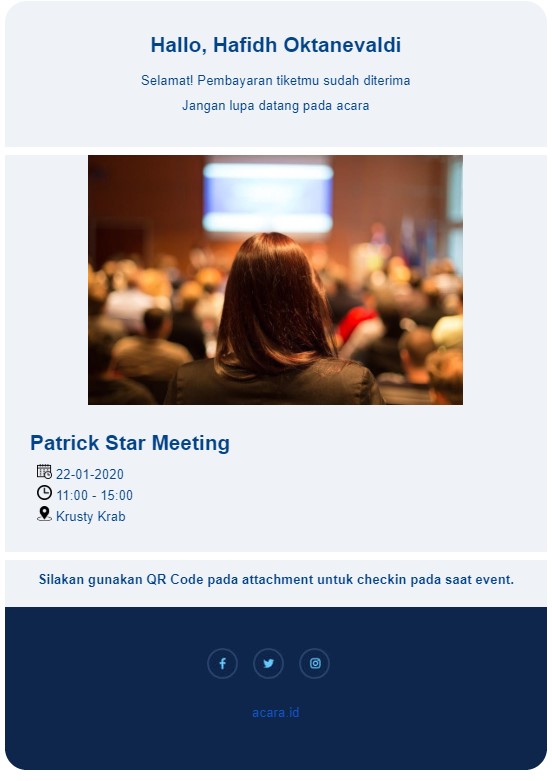 Hallo, Hafidh Oktanevaldi
Selamat! Pembayaran tiketmu sudah diterima
Jangan lupa datang pada acara
Patrick Star Meeting
22-01-2020
11:00 - 15:00
Krusty Krab
Silakan gunakan QR Code pada attachment untuk checkin pada saat event.
acara.id